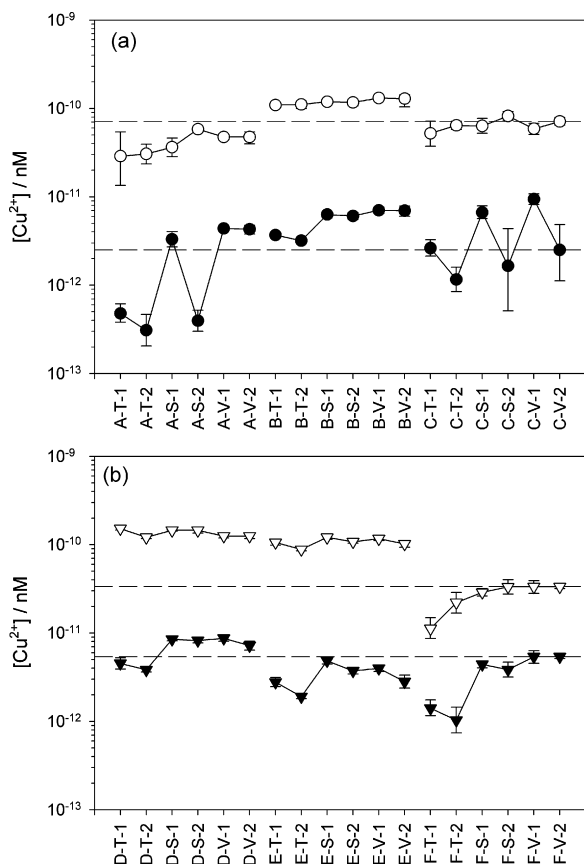 (a)
[Cu²⁺] / nM
10⁻⁹
10⁻¹⁰
10⁻¹¹
10⁻¹²
10⁻¹³
A-T-1
A-T-2
A-S-1
A-S-2
A-V-1
A-V-2
B-T-1
B-T-2
B-S-1
B-S-2
B-V-1
B-V-2
C-T-1
C-T-2
C-S-1
C-S-2
C-V-1
C-V-2
(b)
[Cu²⁺] / nM
10⁻⁹
10⁻¹⁰
10⁻¹¹
10⁻¹²
10⁻¹³
D-T-1
D-T-2
D-S-1
D-S-2
D-V-1
D-V-2
E-T-1
E-T-2
E-S-1
E-S-2
E-V-1
E-V-2
F-T-1
F-T-2
F-S-1
F-S-2
F-V-1
F-V-2